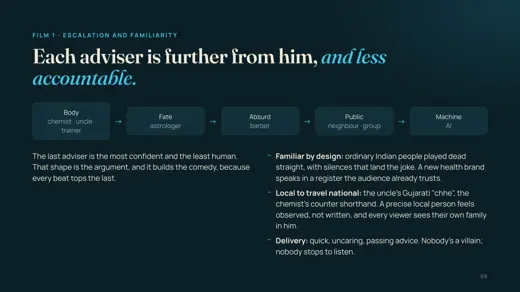 FILM 1 · ESCALATION AND FAMILIARITY
Each adviser is further from him, and less
accountable.
Body
chemist · uncle ·
trainer
→
Fate
astrologer
→
Absurd
barber
→
Public
neighbour · group
→
Machine
AI
The last adviser is the most confident and the least human.
That shape is the argument, and it builds the comedy, because
every beat tops the last.
– Familiar by design: ordinary Indian people played dead
straight, with silences that land the joke. A new health brand
speaks in a register the audience already trusts.
– Local to travel national: the uncle's Gujarati "chhe", the
chemist's counter shorthand. A precise local person feels
observed, not written, and every viewer sees their own family
in him.
– Delivery: quick, uncaring, passing advice. Nobody's a villain;
nobody stops to listen.
09